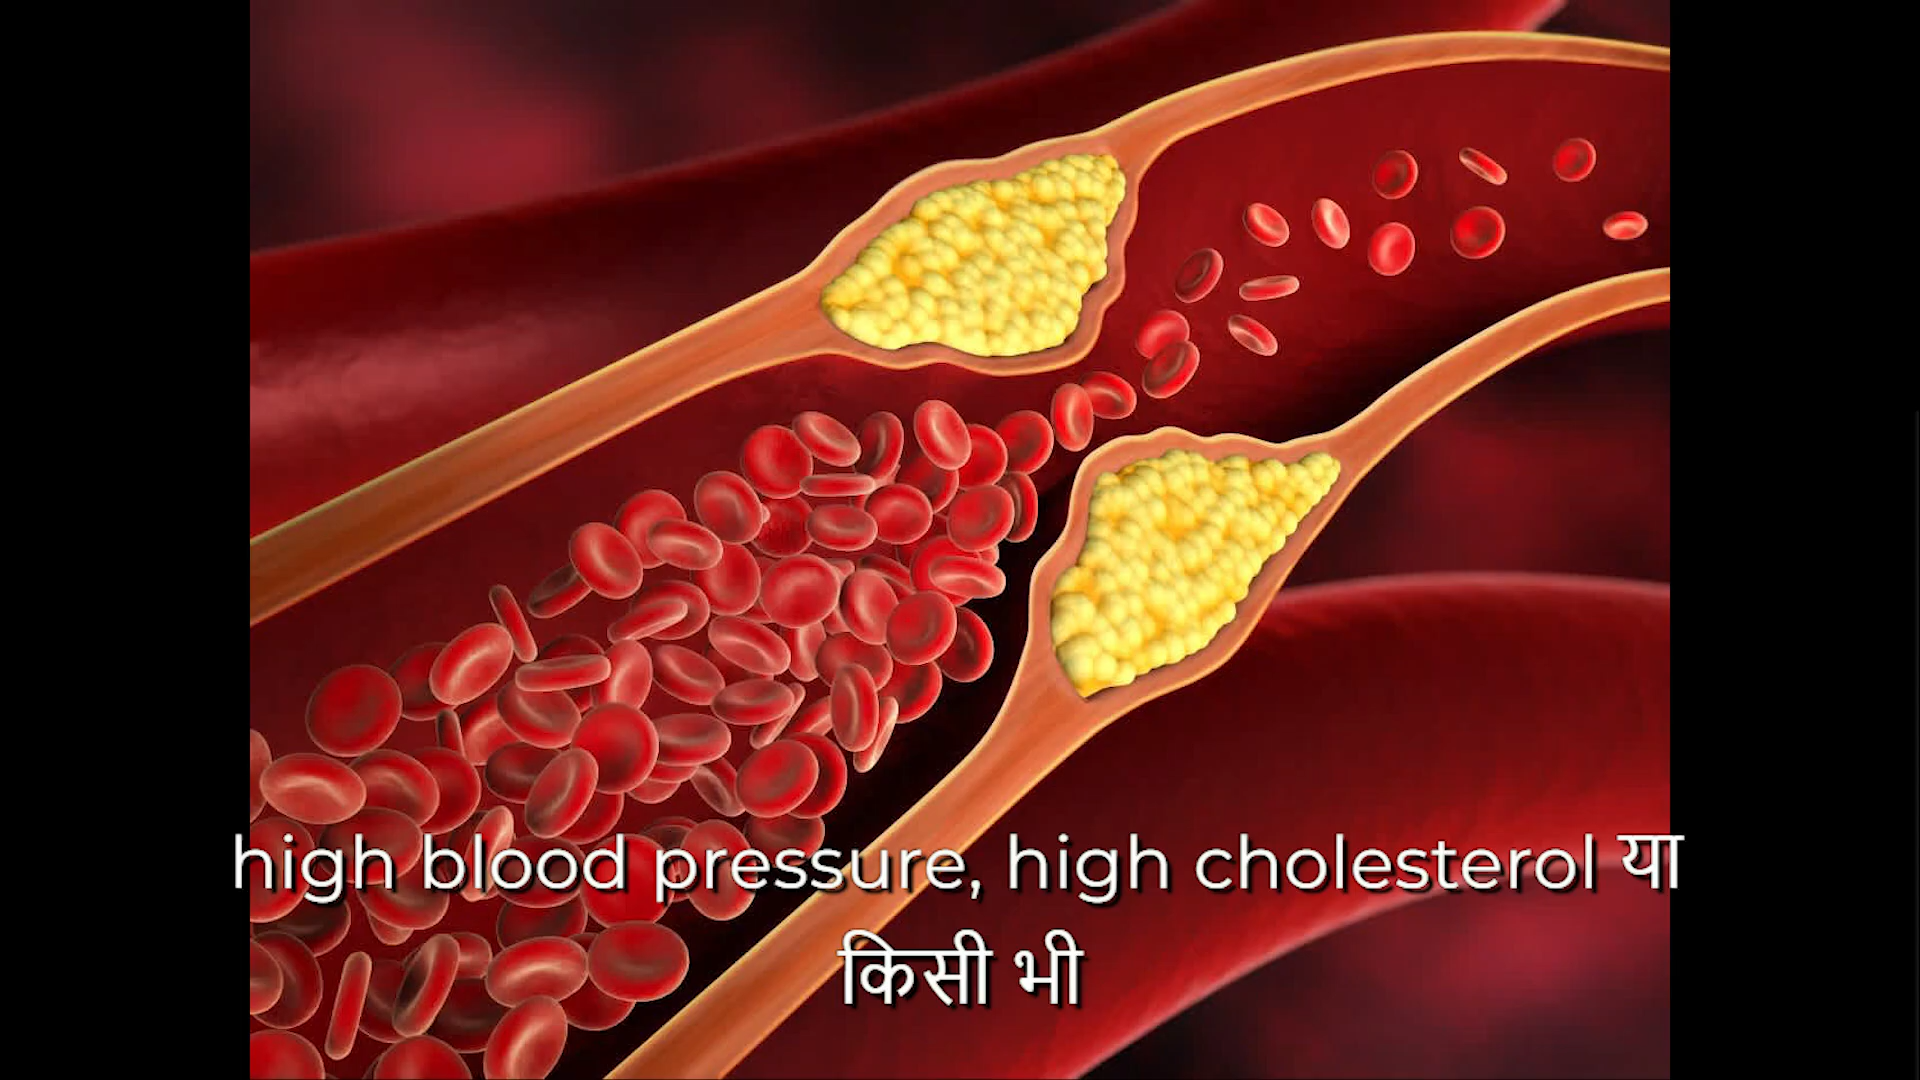 high blood pressure, high cholesterol या
किसी भी